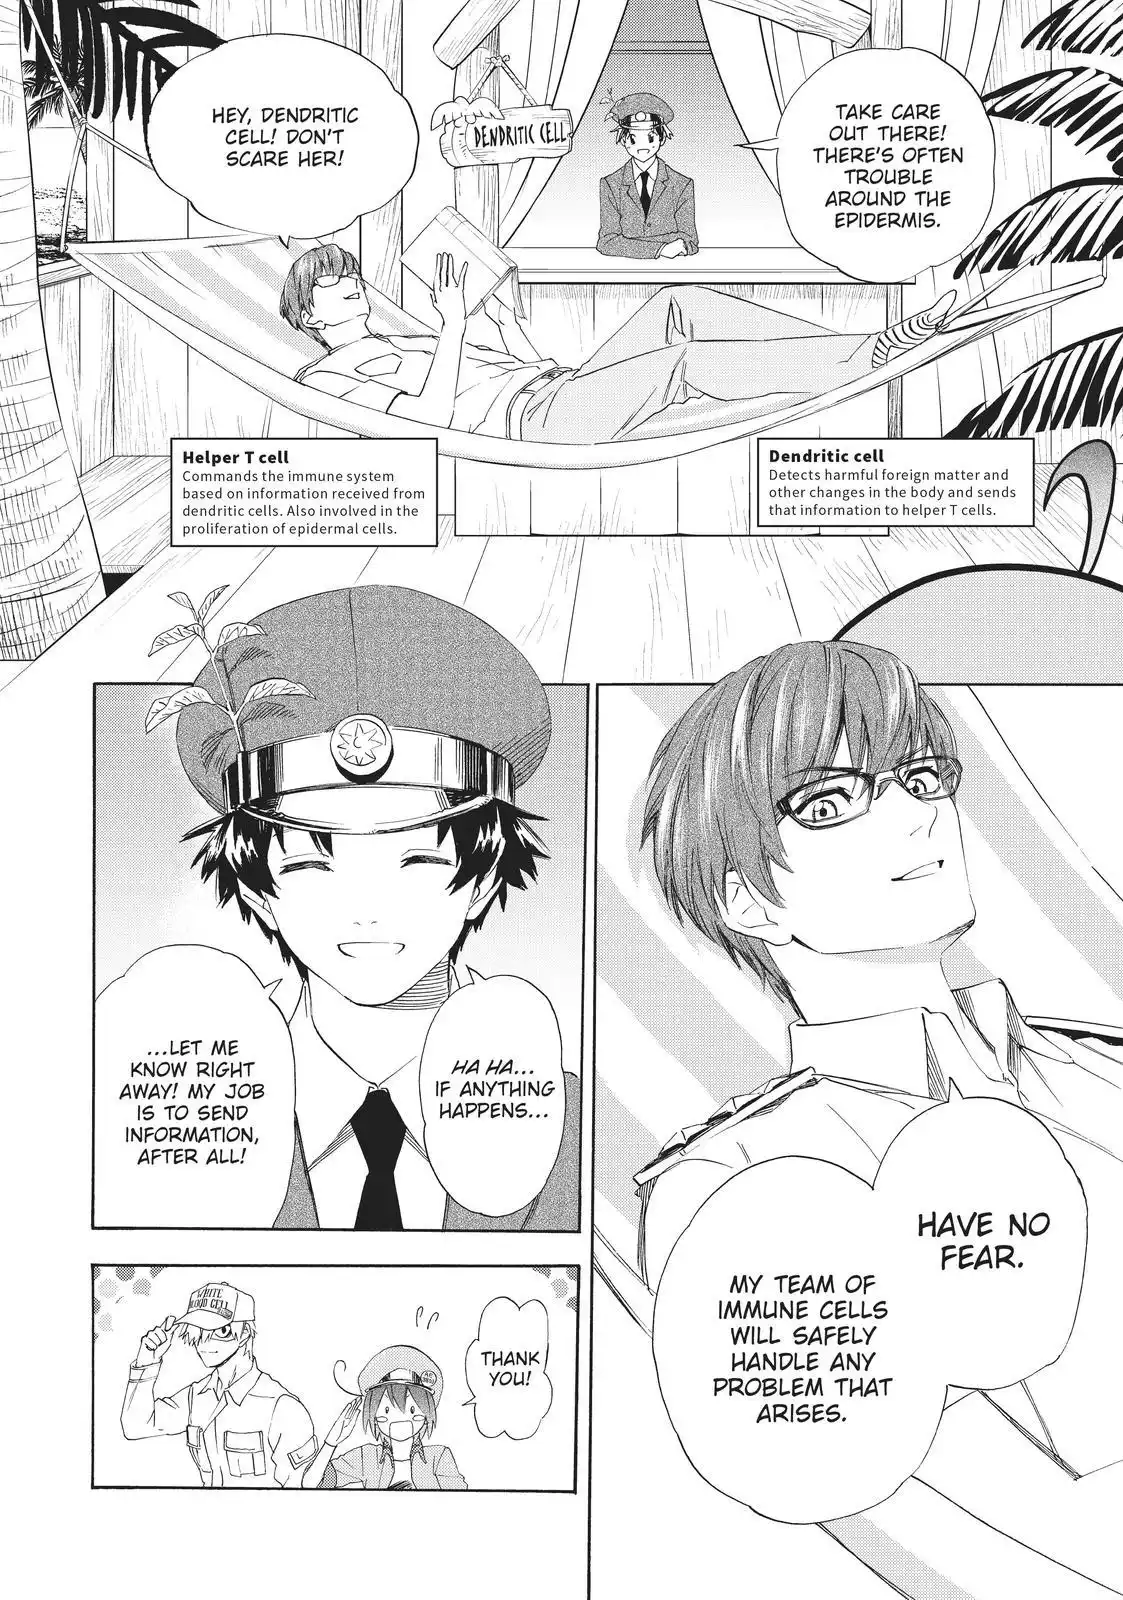 TAKE CARE
OUT THERE!
THERE'S OFTEN
TROUBLE
AROUND THE
EPIDERMIS.
DENDRITIC CELL
HEY, DENDRITIC
CELL! DON'T
SCARE HER!
Dendritic cell
Detects harmful foreign matter and
other changes in the body and sends
that information to helper T cells.
Helper T cell
Commands the immune system
based on information received from
dendritic cells. Also involved in the
proliferation of epidermal cells.
HAVE NO
FEAR.
MY TEAM OF
IMMUNE CELLS
WILL SAFELY
HANDLE ANY
PROBLEM THAT
ARISES.
HA HA...
IF ANYTHING
HAPPENS...
...LET ME
KNOW RIGHT
AWAY! MY JOB
IS TO SEND
INFORMATION,
AFTER ALL!
THANK
YOU!
WHITE
BLOOD CELL